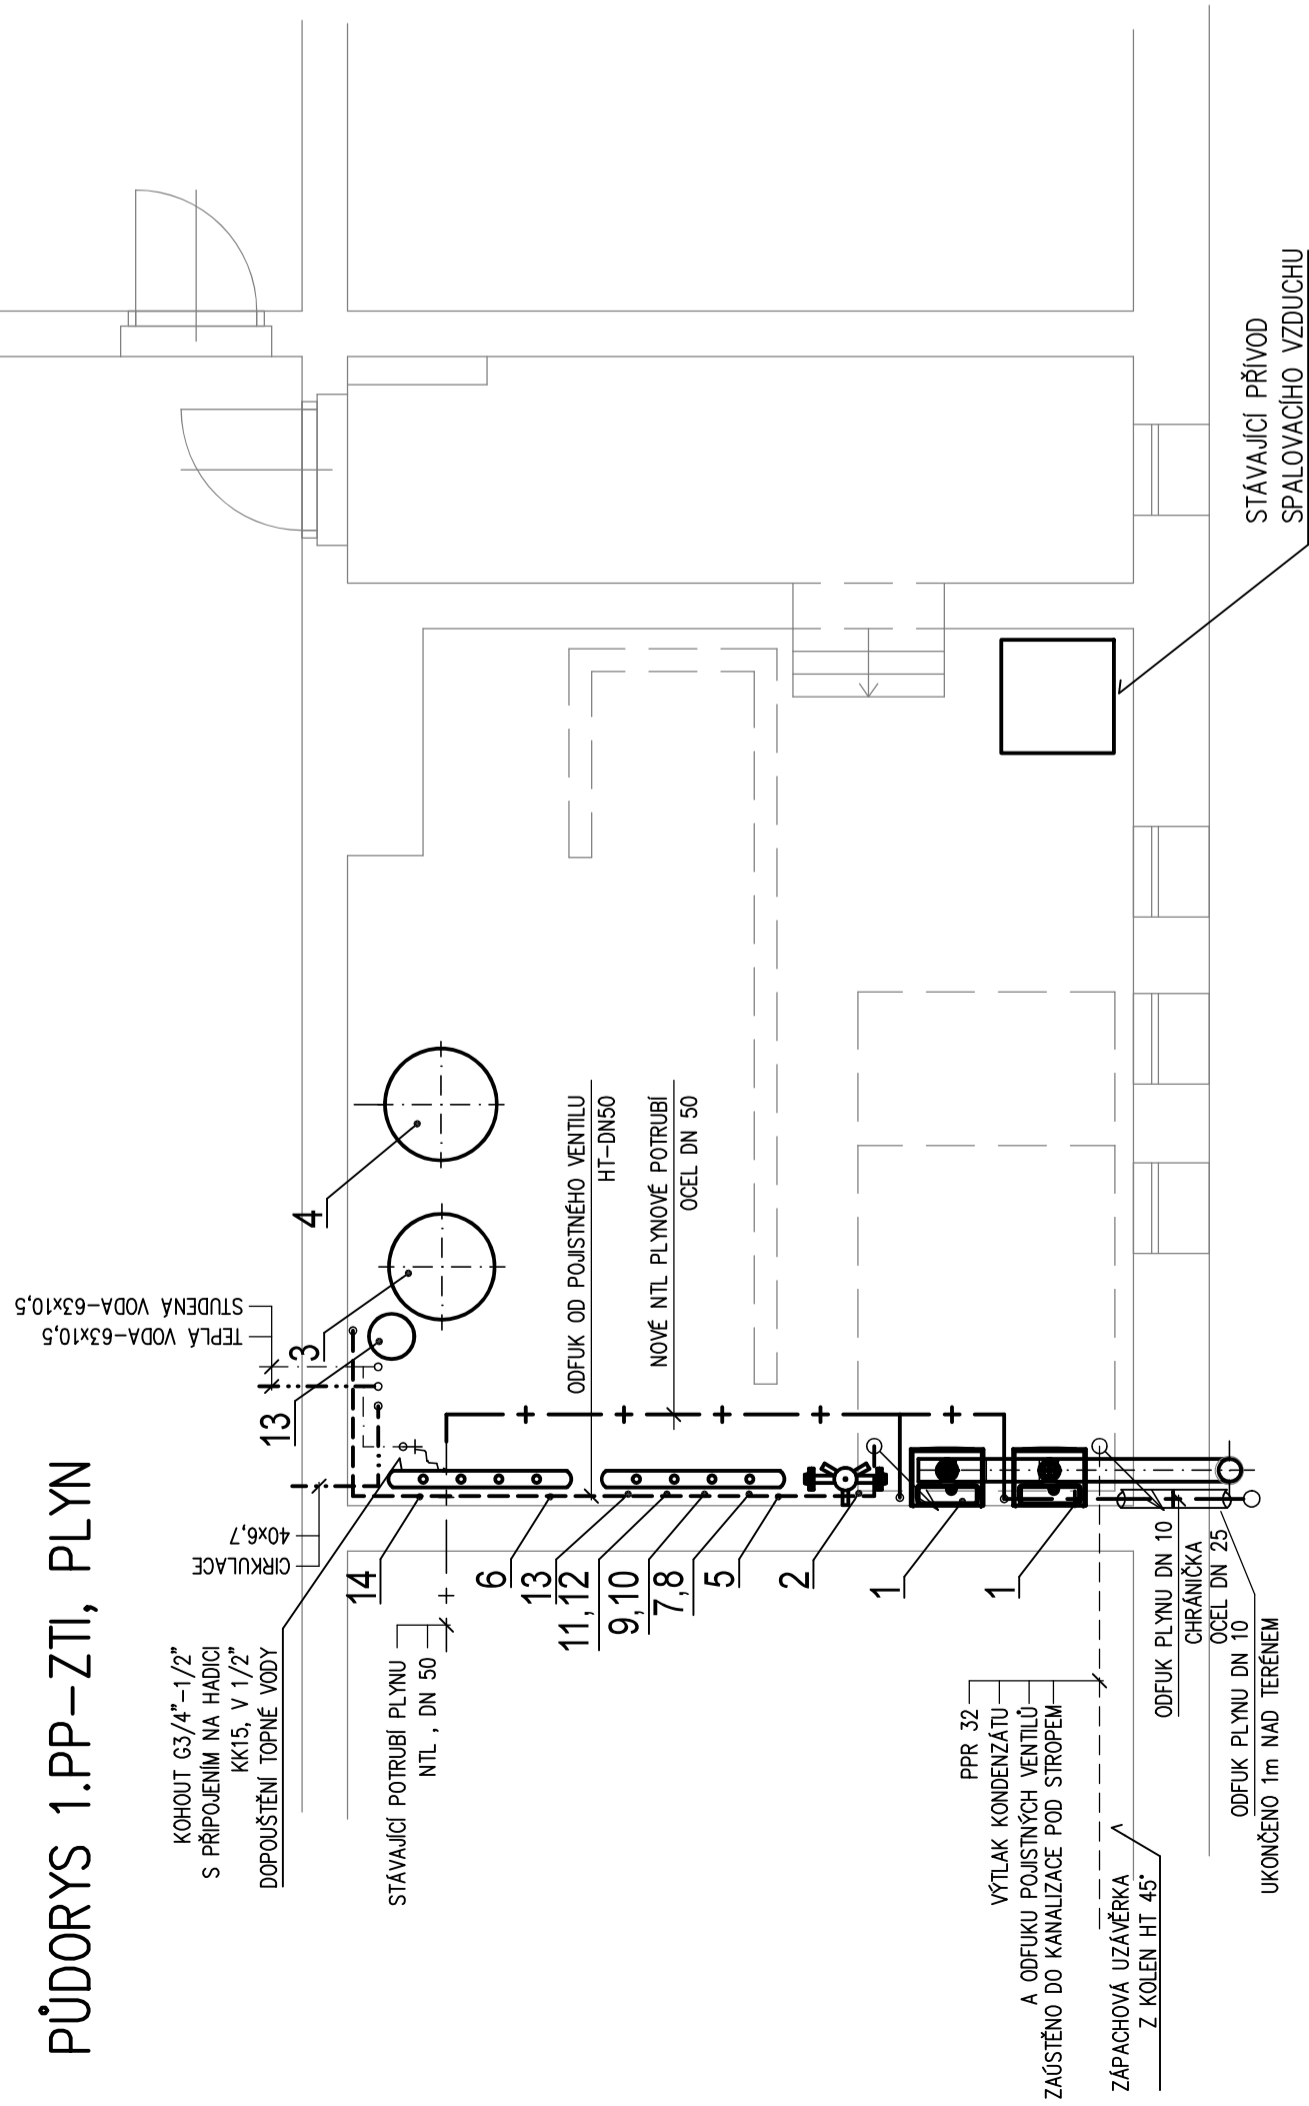 PŮDORYS 1.PP-ZTI, PLYN
KOHOUT G3/4"-1/2"
S PŘIPOJENÍM NA HADICI
KK15, V 1/2"
DOPOUŠTĚNÍ TOPNÉ VODY
CIRKULACE
40x6,7
TEPLÁ VODA-63x10,5
STUDENÁ VODA-63x10,5
13
3
4
STÁVAJÍCÍ POTRUBÍ PLYNU
NTL , DN 50
14
6
13
11,12
9,10
7,8
5
2
1
1
ODFUK OD POJISTNÉHO VENTILU
HT-DN50
NOVÉ NTL PLYNOVÉ POTRUBÍ
OCEL DN 50
PPR 32
VÝTLAK KONDENZÁTU
A ODFUKU POJISTNÝCH VENTILŮ
ZAÚSTĚNO DO KANALIZACE POD STROPEM
ZÁPACHOVÁ UZÁVĚRKA
Z KOLEN HT 45°
ODFUK PLYNU DN 10
CHRÁNIČKA
OCEL DN 25
ODFUK PLYNU DN 10
UKONČENO 1m NAD TERÉNEM
STÁVAJÍCÍ PŘÍVOD
SPALOVACÍHO VZDUCHU